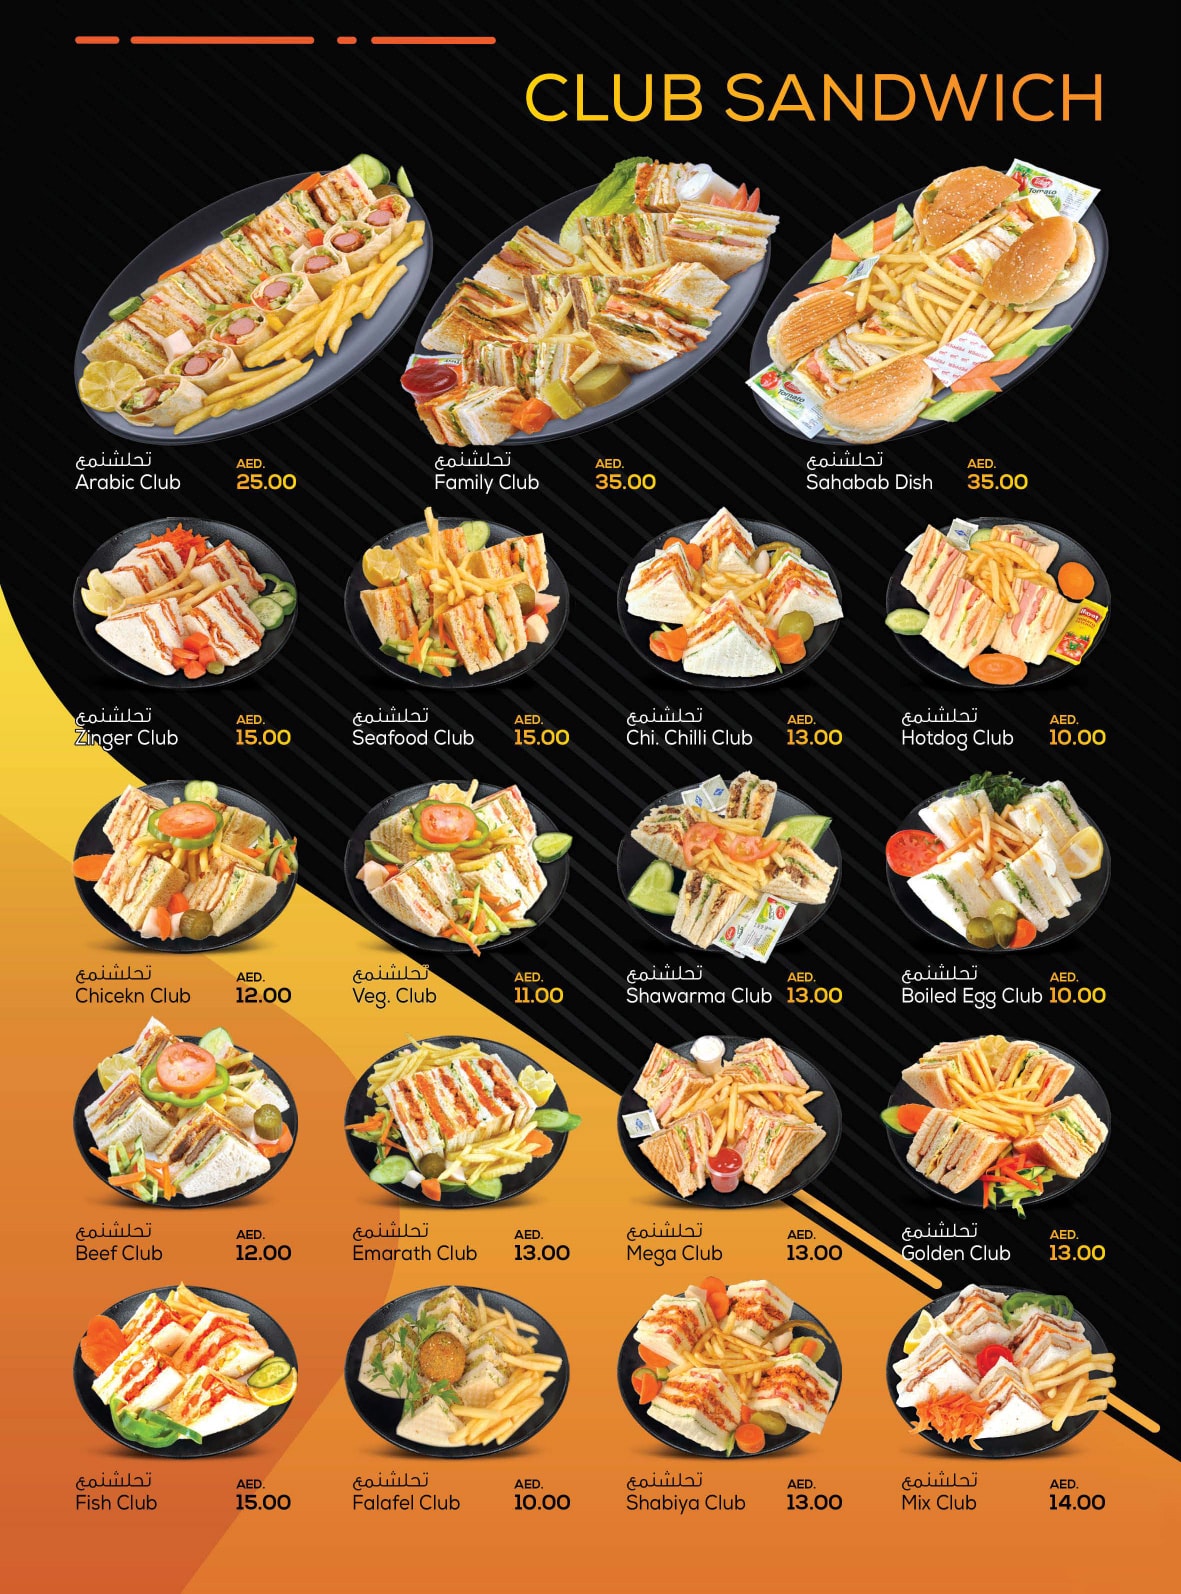 CLUB SANDWICH
تحلشنمع
Arabic Club
AED.
25.00
تحلشنمع
Family Club
AED.
35.00
تحلشنمع
Sahabab Dish
AED.
35.00
تحلشنمع
Zinger Club
AED.
15.00
تحلشنمع
Seafood Club
AED.
15.00
تحلشنمع
Chi. Chilli Club
AED.
13.00
تحلشنمع
Hotdog Club
AED.
10.00
تحلشنمع
Chicekn Club
AED.
12.00
تحلشنمع
Veg. Club
AED.
11.00
تحلشنمع
Shawarma Club
AED.
13.00
تحلشنمع
Boiled Egg Club
AED.
10.00
تحلشنمع
Beef Club
AED.
12.00
تحلشنمع
Emarath Club
AED.
13.00
تحلشنمع
Mega Club
AED.
13.00
تحلشنمع
Golden Club
AED.
13.00
تحلشنمع
Fish Club
AED.
15.00
تحلشنمع
Falafel Club
AED.
10.00
تحلشنمع
Shabiya Club
AED.
13.00
تحلشنمع
Mix Club
AED.
14.00
Tomato
Tomato